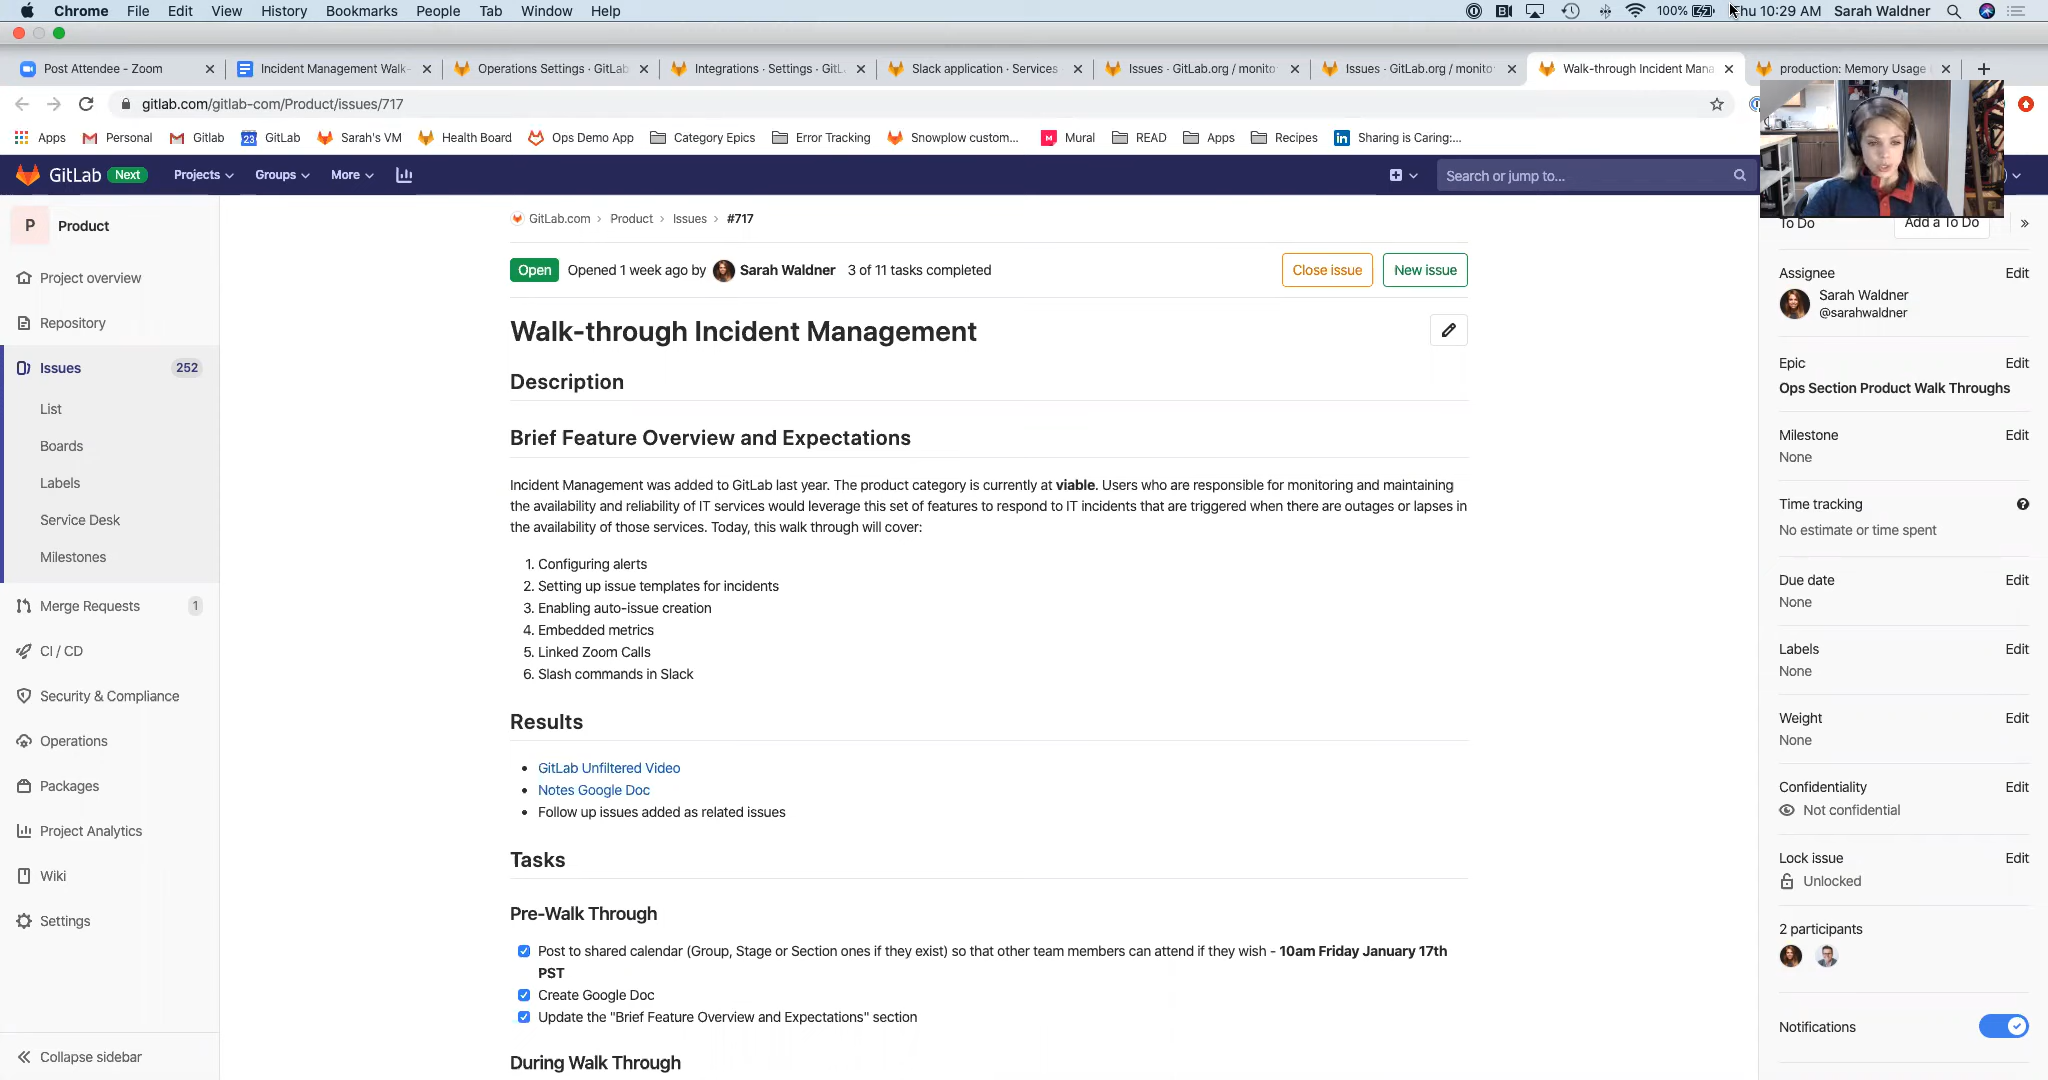 Chrome File Edit View History Bookmarks People Tab Window Help 100% Thu 10:29 AM Sarah Waldner
Post Attendee - Zoom Incident Management Walk- Operations Settings · GitLab Integrations · Settings · GitL Slack application · Services Issues · GitLab.org / monito Issues · GitLab.org / monito Walk-through Incident Mana production: Memory Usage
gitlab.com/gitlab-com/Product/issues/717
Apps Personal Gitlab 23 GitLab Sarah's VM Health Board Ops Demo App Category Epics Error Tracking Snowplow custom... M Mural READ Apps Recipes in Sharing is Caring:...
GitLab Next Projects Groups More Search or jump to...
P Product
Project overview
Repository
Issues 252
List
Boards
Labels
Service Desk
Milestones
Merge Requests 1
CI / CD
Security & Compliance
Operations
Packages
Project Analytics
Wiki
Settings
Collapse sidebar
GitLab.com > Product > Issues > #717
Open Opened 1 week ago by Sarah Waldner 3 of 11 tasks completed Close issue New issue
Walk-through Incident Management
Description
Brief Feature Overview and Expectations
Incident Management was added to GitLab last year. The product category is currently at viable. Users who are responsible for monitoring and maintaining
the availability and reliability of IT services would leverage this set of features to respond to IT incidents that are triggered when there are outages or lapses in
the availability of those services. Today, this walk through will cover:
1. Configuring alerts
2. Setting up issue templates for incidents
3. Enabling auto-issue creation
4. Embedded metrics
5. Linked Zoom Calls
6. Slash commands in Slack
Results
GitLab Unfiltered Video
Notes Google Doc
Follow up issues added as related issues
Tasks
Pre-Walk Through
Post to shared calendar (Group, Stage or Section ones if they exist) so that other team members can attend if they wish - 10am Friday January 17th
PST
Create Google Doc
Update the "Brief Feature Overview and Expectations" section
During Walk Through
To Do Add a To Do
Assignee Edit
Sarah Waldner
@sarahwaldner
Epic Edit
Ops Section Product Walk Throughs
Milestone Edit
None
Time tracking
No estimate or time spent
Due date Edit
None
Labels Edit
None
Weight Edit
None
Confidentiality Edit
Not confidential
Lock issue Edit
Unlocked
2 participants
Notifications